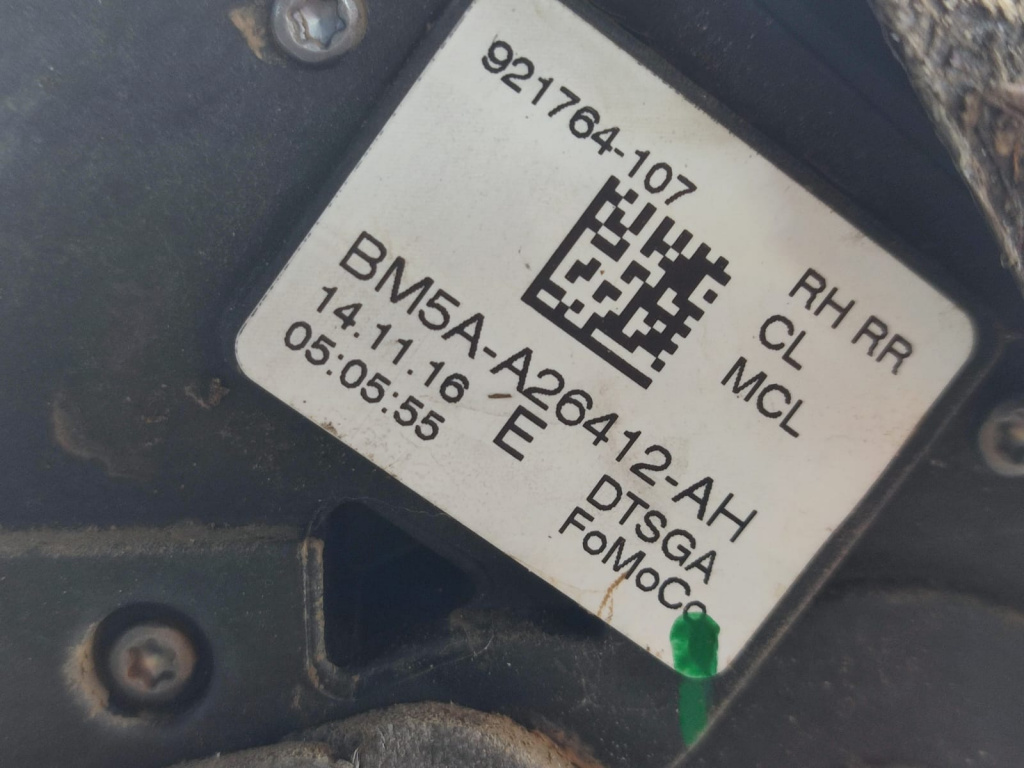 921764-107
RH RR
CL
MCL
BM5A-A26412-AH
14.11.16 E DTSGA
05:05:55 FoMoCo